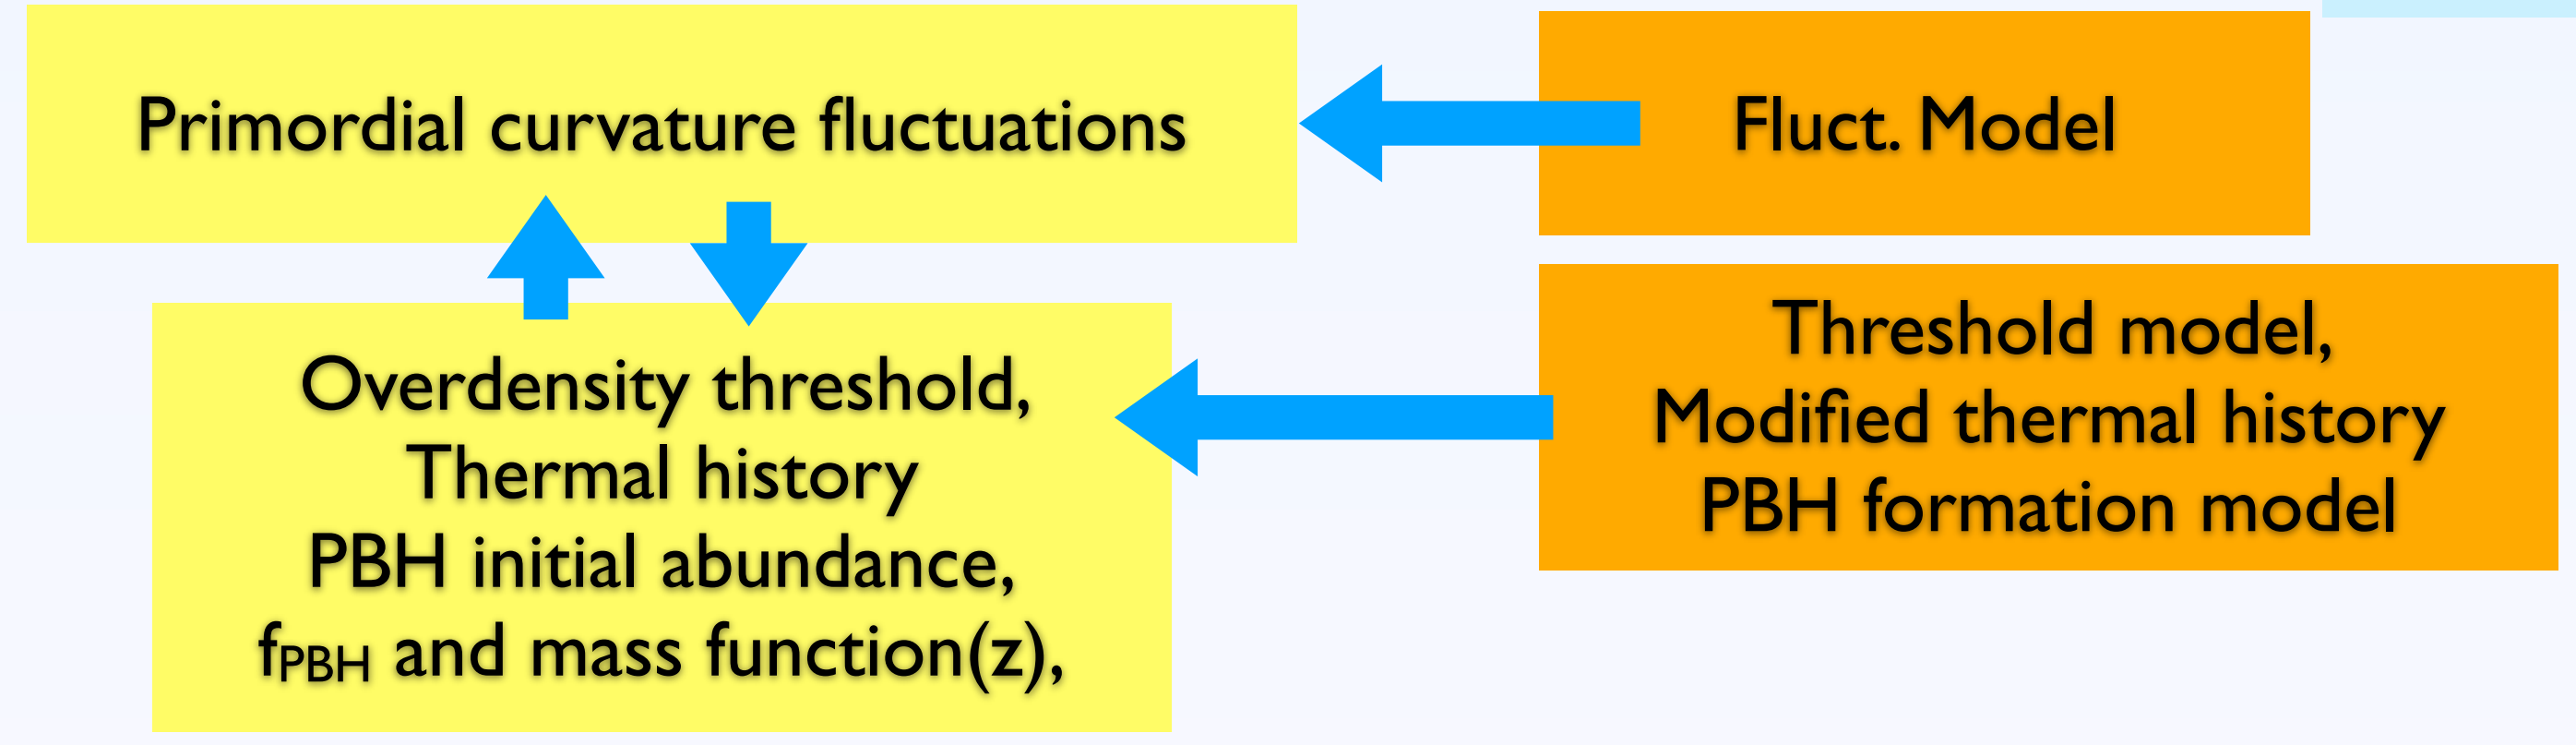 Primordial curvature fluctuations
Fluct. Model
Overdensity threshold,
Thermal history
PBH initial abundance,
fPBH and mass function(z),
Threshold model,
Modified thermal history
PBH formation model